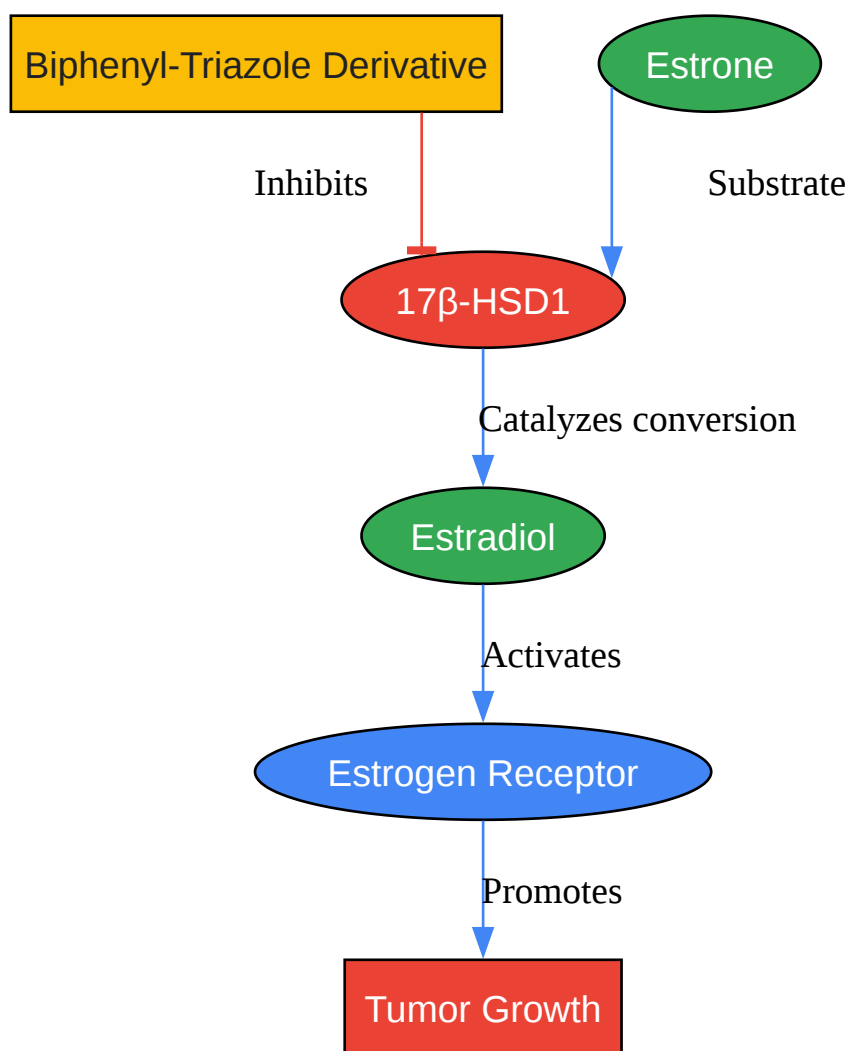 Biphenyl-Triazole Derivative
Estrone
Inhibits
Substrate
17β-HSD1
Catalyzes conversion
Estradiol
Activates
Estrogen Receptor
Promotes
Tumor Growth